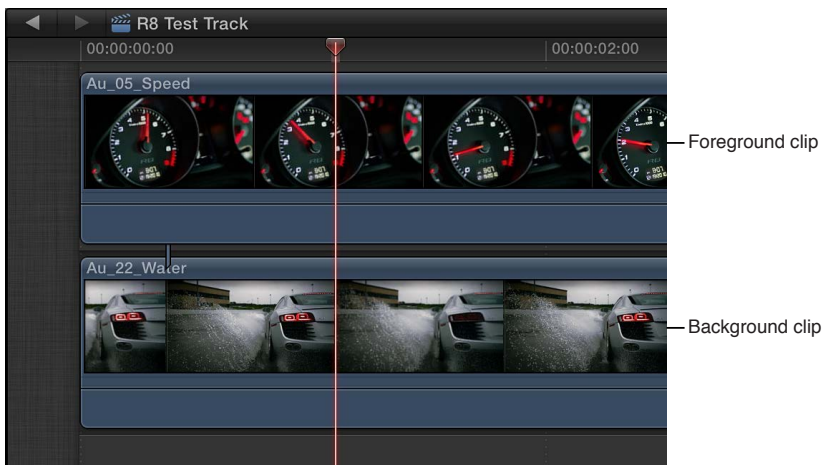 R8 Test Track
00:00:00:00
00:00:02:00
Au_05_Speed
Foreground clip
Au_22_Water
Background clip